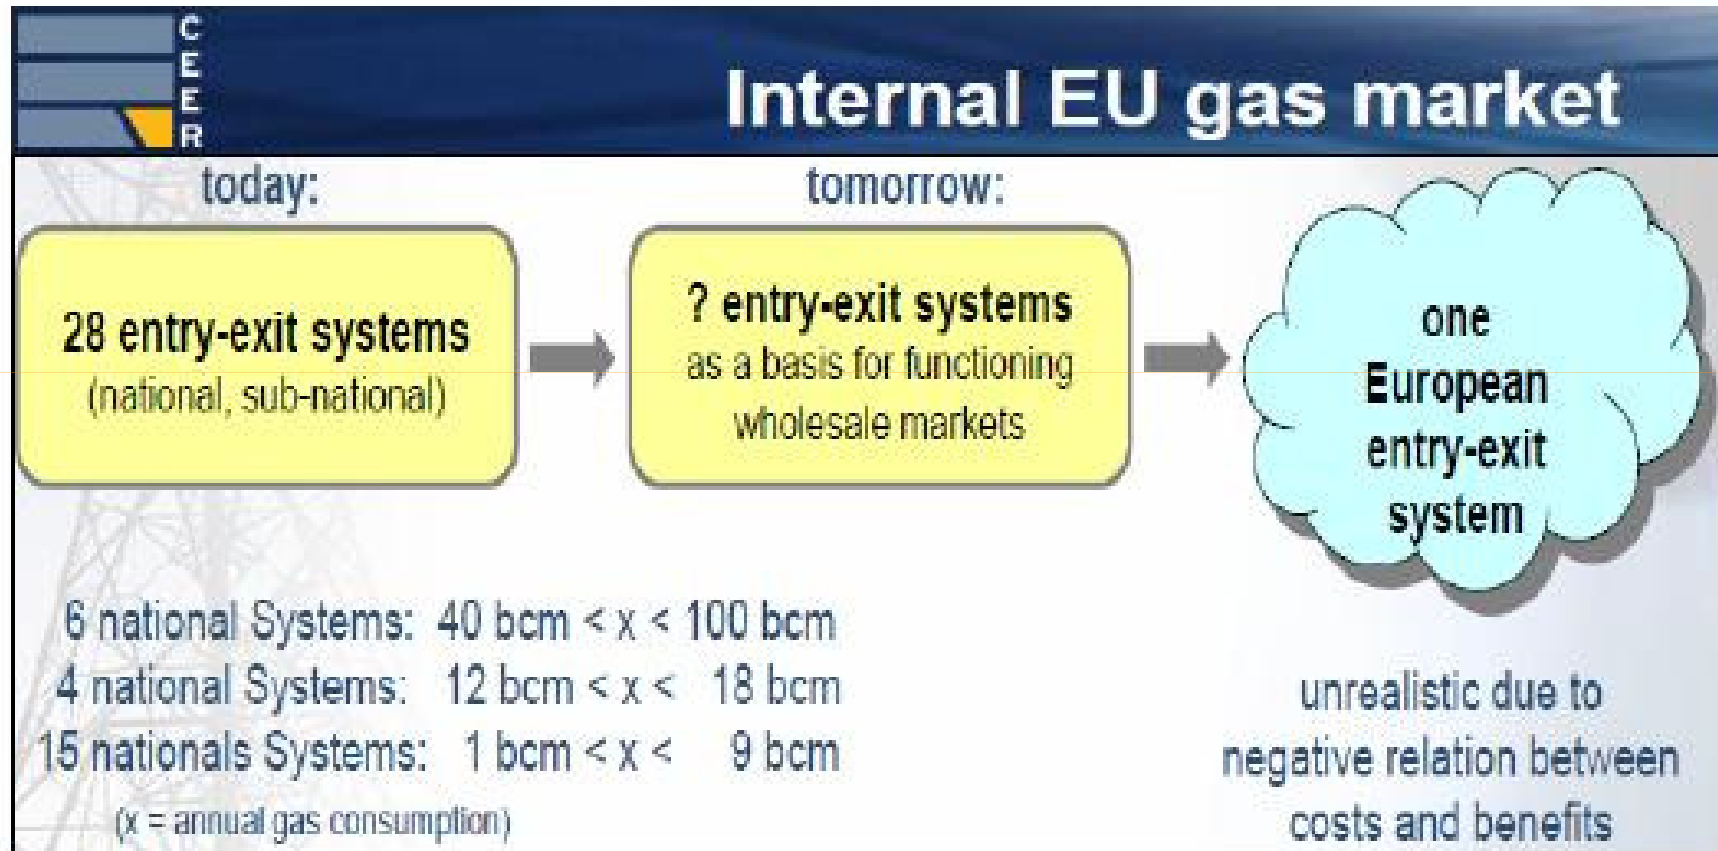 CEER
Internal EU gas market
today:
28 entry-exit systems
(national, sub-national)
tomorrow:
? entry-exit systems
as a basis for functioning
wholesale markets
one
European
entry-exit
system
6 national Systems: 40 bcm < x < 100 bcm
4 national Systems: 12 bcm < x < 18 bcm
15 nationals Systems: 1 bcm < x < 9 bcm
(x = annual gas consumption)
unrealistic due to
negative relation between
costs and benefits